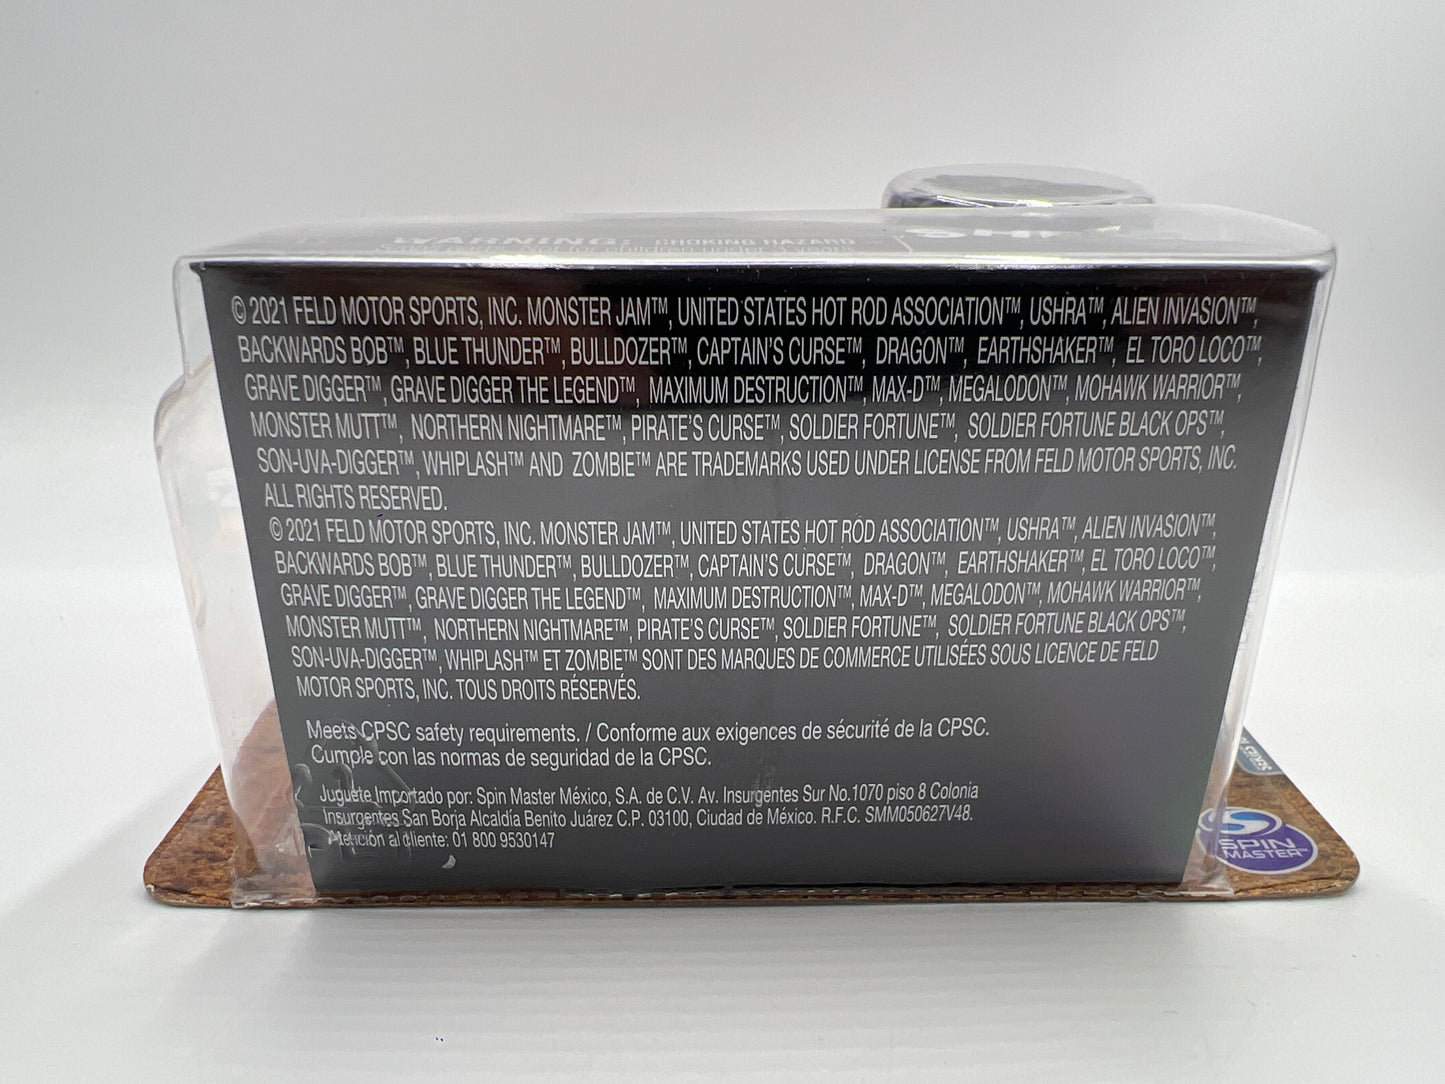 WARNING: CHOKING HAZARD
Not for children under 3 years
© 2021 FELD MOTOR SPORTS, INC. MONSTER JAM™, UNITED STATES HOT ROD ASSOCIATION™, USHRA™, ALIEN INVASION™,
BACKWARDS BOB™, BLUE THUNDER™, BULLDOZER™, CAPTAIN'S CURSE™, DRAGON™, EARTHSHAKER™, EL TORO LOCO™,
GRAVE DIGGER™, GRAVE DIGGER THE LEGEND™, MAXIMUM DESTRUCTION™, MAX-D™, MEGALODON™, MOHAWK WARRIOR™,
MONSTER MUTT™, NORTHERN NIGHTMARE™, PIRATE'S CURSE™, SOLDIER FORTUNE™, SOLDIER FORTUNE BLACK OPS™,
SON-UVA-DIGGER™, WHIPLASH™ AND ZOMBIE™ ARE TRADEMARKS USED UNDER LICENSE FROM FELD MOTOR SPORTS, INC.
ALL RIGHTS RESERVED.
© 2021 FELD MOTOR SPORTS, INC. MONSTER JAM™, UNITED STATES HOT ROD ASSOCIATION™, USHRA™, ALIEN INVASION™,
BACKWARDS BOB™, BLUE THUNDER™, BULLDOZER™, CAPTAIN'S CURSE™, DRAGON™, EARTHSHAKER™, EL TORO LOCO™,
GRAVE DIGGER™, GRAVE DIGGER THE LEGEND™, MAXIMUM DESTRUCTION™, MAX-D™, MEGALODON™, MOHAWK WARRIOR™,
MONSTER MUTT™, NORTHERN NIGHTMARE™, PIRATE'S CURSE™, SOLDIER FORTUNE™, SOLDIER FORTUNE BLACK OPS™,
SON-UVA-DIGGER™, WHIPLASH™ ET ZOMBIE™ SONT DES MARQUES DE COMMERCE UTILISÉES SOUS LICENCE DE FELD
MOTOR SPORTS, INC. TOUS DROITS RÉSERVÉS.
Meets CPSC safety requirements. / Conforme aux exigences de sécurité de la CPSC.
Cumple con las normas de seguridad de la CPSC.
Juguete Importado por: Spin Master México, S.A. de C.V. Av. Insurgentes Sur No.1070 piso 8 Colonia
Insurgentes San Borja Alcaldía Benito Juárez C.P. 03100, Ciudad de México. R.F.C. SMM050627V48.
Atención al cliente: 01 800 9530147
SPIN
MASTER™